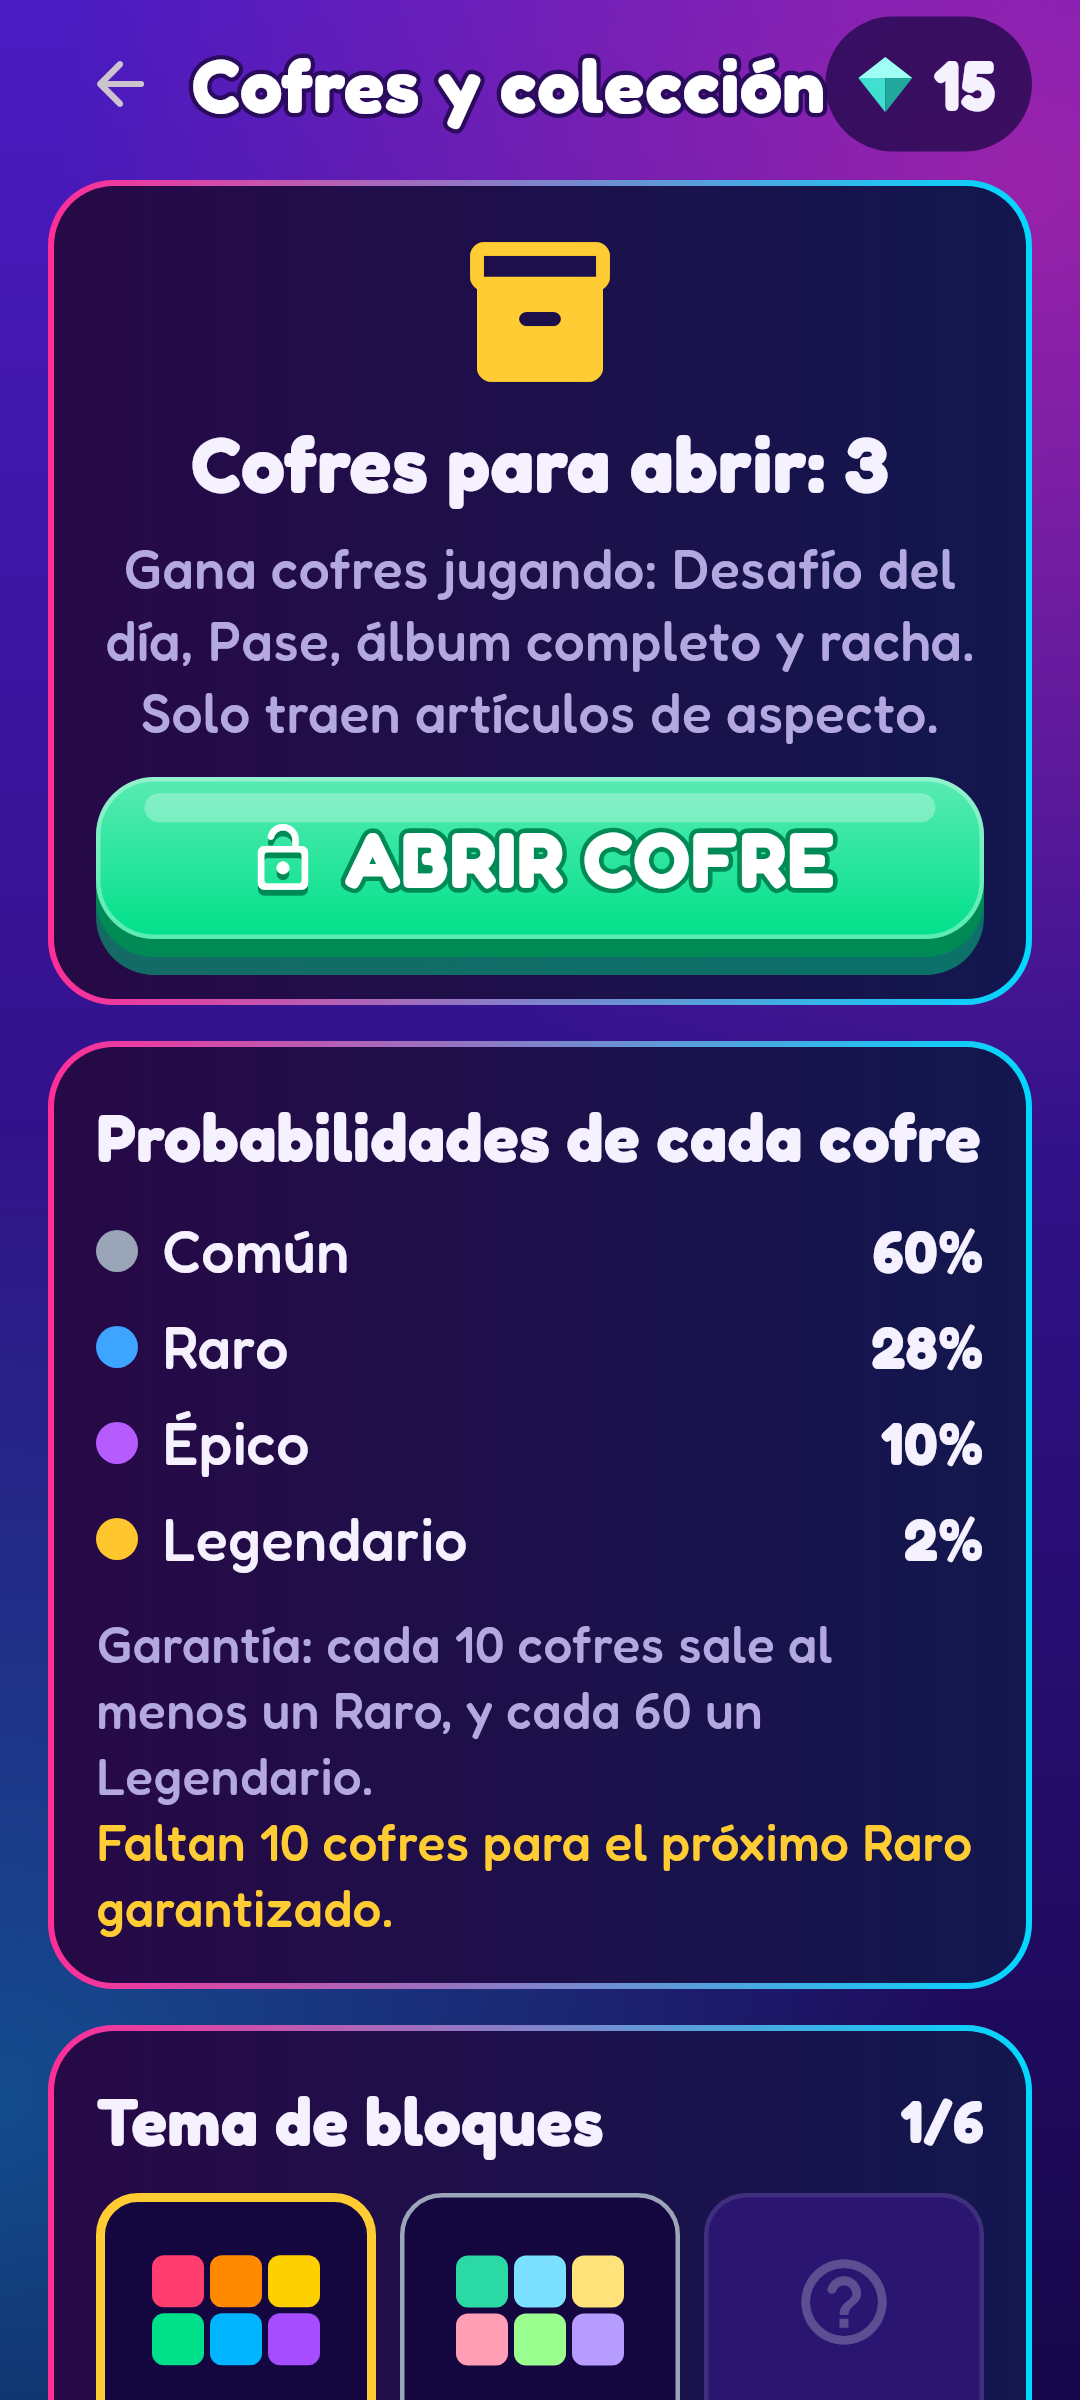 Cofres y colección
15
Cofres para abrir: 3
Gana cofres jugando: Desafío del
día, Pase, álbum completo y racha.
Solo traen artículos de aspecto.
ABRIR COFRE
Probabilidades de cada cofre
Común 60%
Raro 28%
Épico 10%
Legendario 2%
Garantía: cada 10 cofres sale al
menos un Raro, y cada 60 un
Legendario.
Faltan 10 cofres para el próximo Raro
garantizado.
Tema de bloques 1/6
?